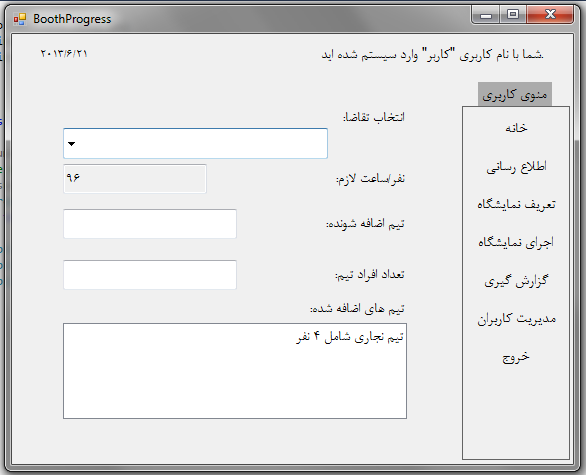 BoothProgress
شما با نام کاربری "کاربر" وارد سیستم شده اید.
۲۰۱۳/۶/۲۱
منوی کاربری
خانه
اطلاع رسانی
تعریف نمایشگاه
اجرای نمایشگاه
گزارش گیری
مدیریت کاربران
خروج
انتخاب تقاضا:
نفر/ساعت لازم:
۹۶
تیم اضافه شونده:
تعداد افراد تیم:
تیم های اضافه شده:
تیم نجاری شامل ۴ نفر